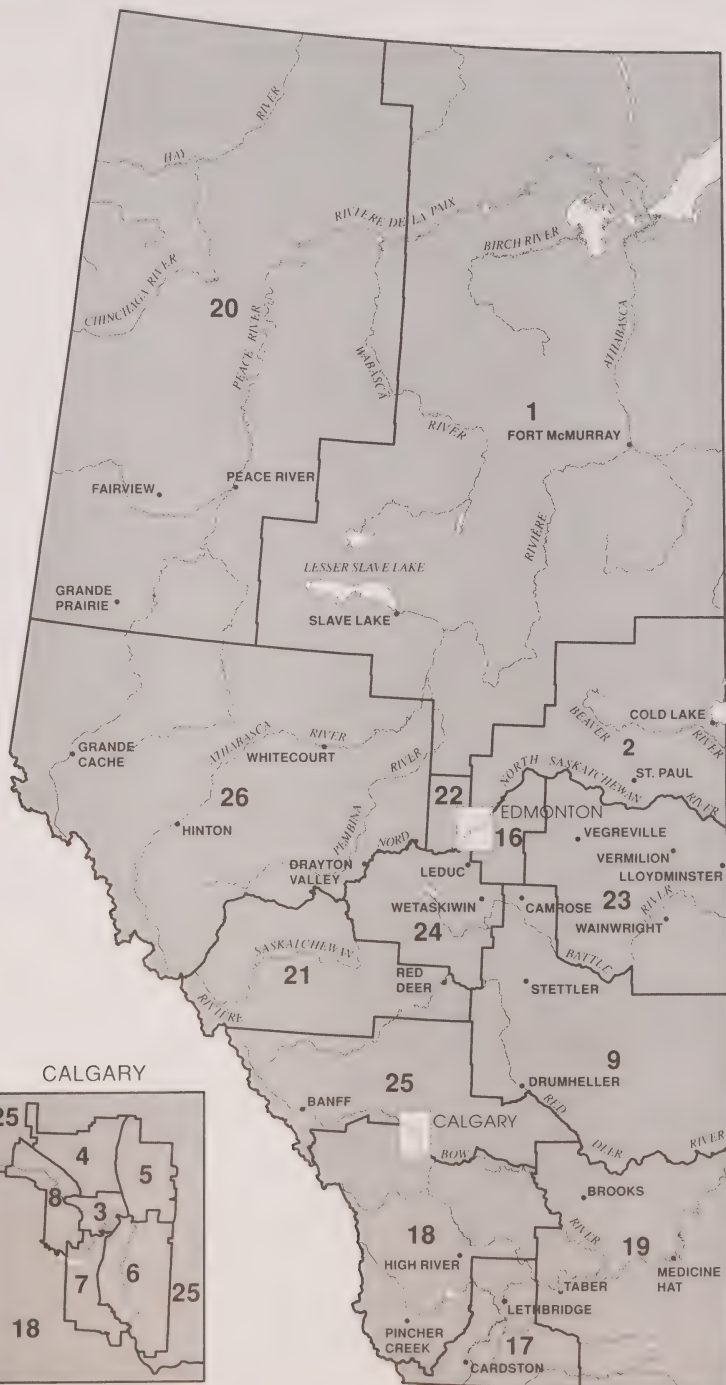 HAY
RIVER
RIVIÈRE DE LA PAIX
BIRCH RIVER
CHINCHAGA RIVER
20
PEACE RIVER
WABASCA
RIVER
ATHABASCA
1
FORT McMURRAY
FAIRVIEW
PEACE RIVER
RIVIÈRE
LESSER SLAVE LAKE
GRANDE
PRAIRIE
SLAVE LAKE
COLD LAKE
BEAVER
RIVER
2
GRANDE
CACHE
ATHABASCA
RIVER
WHITECOURT
RIVER
ST. PAUL
NORTH SASKATCHEWAN
RIVER
26
22
EDMONTON
16
HINTON
PEMBINA
NORD
VEGREVILLE
VERMILION
LLOYDMINSTER
DRAYTON
VALLEY
LEDUC
WETASKIWIN
CAMROSE
23
RIVER
WAINWRIGHT
24
SASKATCHEWAN
21
BATTLE
RED
DEER
STETTLER
RIVIÈRE
9
25
DRUMHELLER
BANFF
RED
DEER
RIVER
CALGARY
BOW
BROOKS
RIVER
18
19
HIGH RIVER
MEDICINE
HAT
TABER
LETHBRIDGE
PINCHER
CREEK
17
CARDSTON
CALGARY
25
4
5
8
3
7
6
25
18